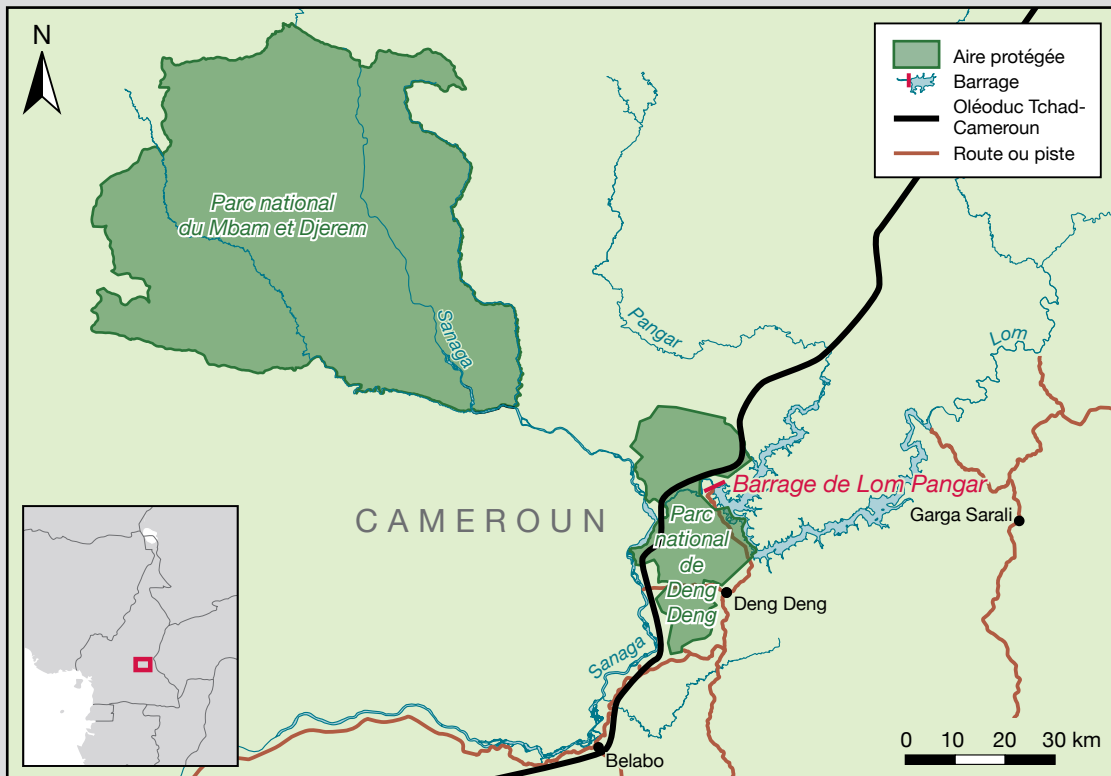 N
Aire protégée
Barrage
Oléoduc Tchad-
Cameroun
Route ou piste
Parc national
du Mbam et Djerem
Sanaga
Pangar
Lom
Barrage de Lom Pangar
CAMEROUN
Garga Sarali
Parc
national
de
Deng
Deng
Deng Deng
Sanaga
Belabo
0 10 20 30 km